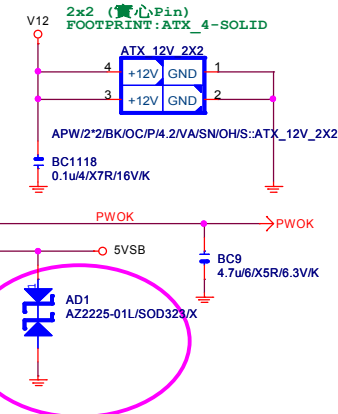 2x2 (實心Pin)
V12
FOOTPRINT:ATX_4-SOLID
ATX_12V_2X2
4
+12V
GND
1
3
+12V
GND
2
APW/2*2/BK/OC/P/4.2/VA/SN/OH/S::ATX_12V_2X2
BC1118
0.1u/4/X7R/16V/K
PWOK
PWOK
5VSB
BC9
4.7u/6/X5R/6.3V/K
1
AD1
AZ2225-01L/SOD323/X